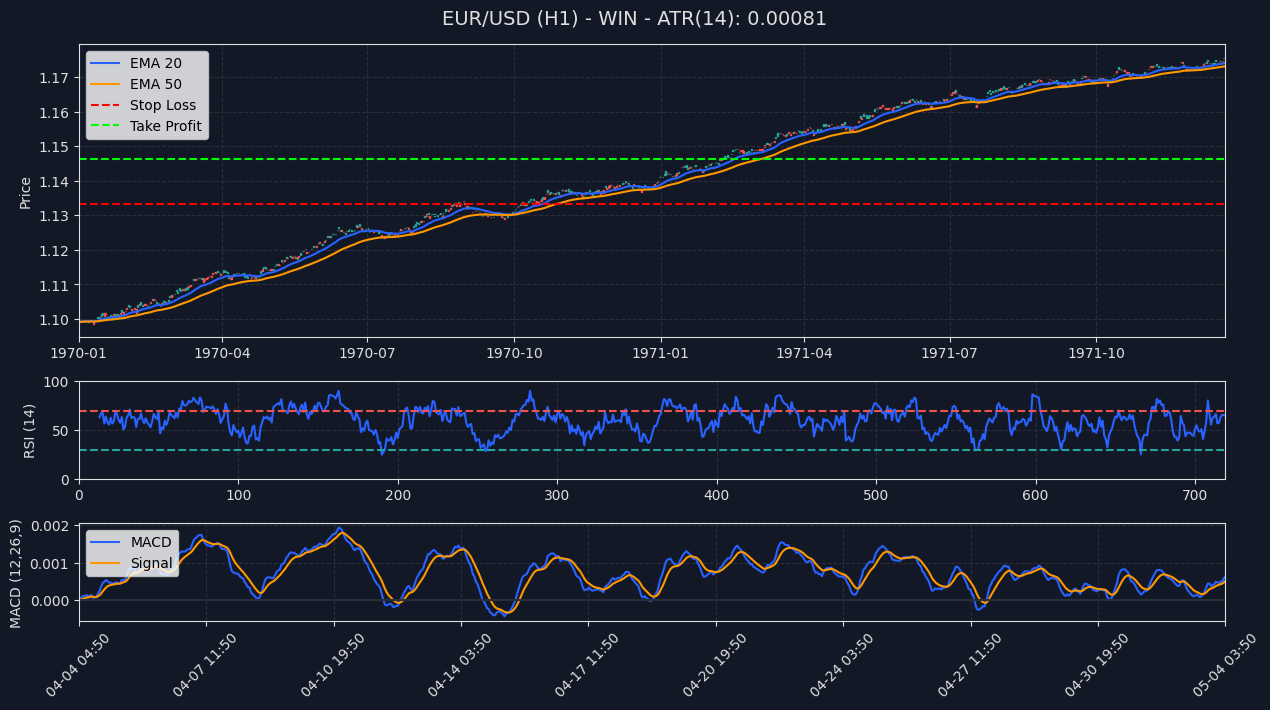 EUR/USD (H1) - WIN - ATR(14): 0.00081
EMA 20
EMA 50
Stop Loss
Take Profit
Price
1.17
1.16
1.15
1.14
1.13
1.12
1.11
1.10
1970-01 1970-04 1970-07 1970-10 1971-01 1971-04 1971-07 1971-10
RSI (14)
100
50
0
0 100 200 300 400 500 600 700
MACD (12,26,9)
MACD
Signal
0.002
0.001
0.000
04-04 04:50 04-07 11:50 04-10 19:50 04-14 03:50 04-17 11:50 04-20 19:50 04-24 03:50 04-27 11:50 04-30 19:50 05-04 03:50